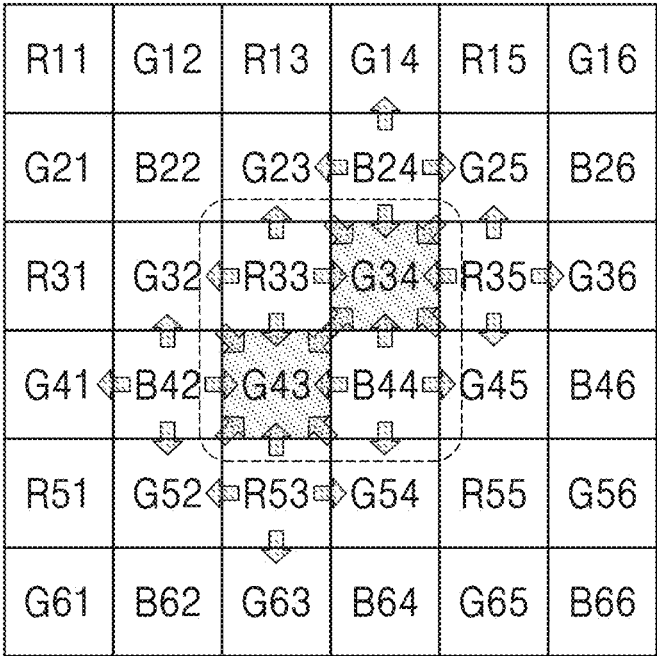 R11 G12 R13 G14 R15 G16
G21 B22 G23 B24 G25 B26
R31 G32 R33 G34 R35 G36
G41 B42 G43 B44 G45 B46
R51 G52 R53 G54 R55 G56
G61 B62 G63 B64 G65 B66